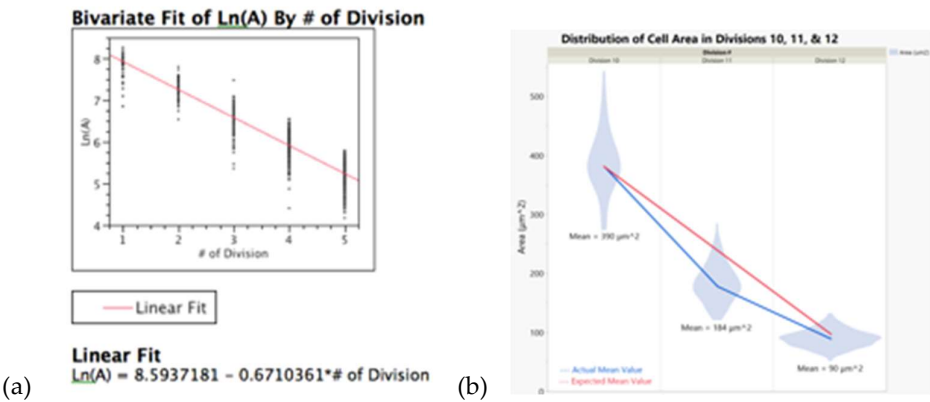 Bivariate Fit of Ln(A) By # of Division
8
7
6
5
4
Ln(A)
1 2 3 4 5
# of Division
Linear Fit
Linear Fit
Ln(A) = 8.5937181 - 0.6710361*# of Division
(a)
Distribution of Cell Area in Divisions 10, 11, & 12
Division #
Division 10 Division 11 Division 12
Area (μm2)
500
400
300
200
100
0
Area (μm^2)
Mean = 390 μm^2
Mean = 184 μm^2
Mean = 90 μm^2
Actual Mean Value
Expected Mean Value
(b)